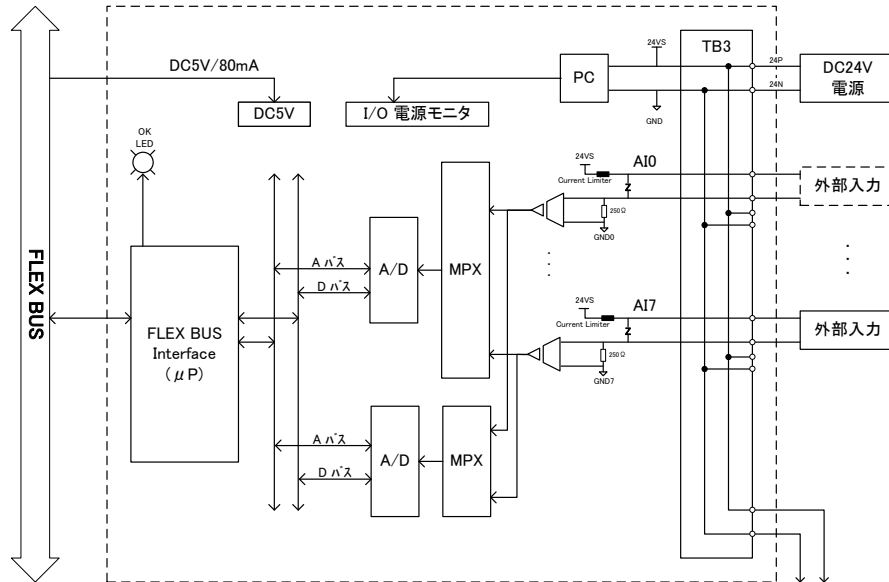 FLEX BUS
DC5V/80mA
DC5V
I/O 電源モニタ
PC
24VS
GND
TB3
24P
24N
DC24V
電源
OK
LED
FLEX BUS
Interface
(μP)
A バス
D バス
A/D
MPX
24VS
Current Limiter
AI0
Z
250Ω
GND0
外部入力
24VS
Current Limiter
AI7
Z
250Ω
GND7
外部入力
A バス
D バス
A/D
MPX